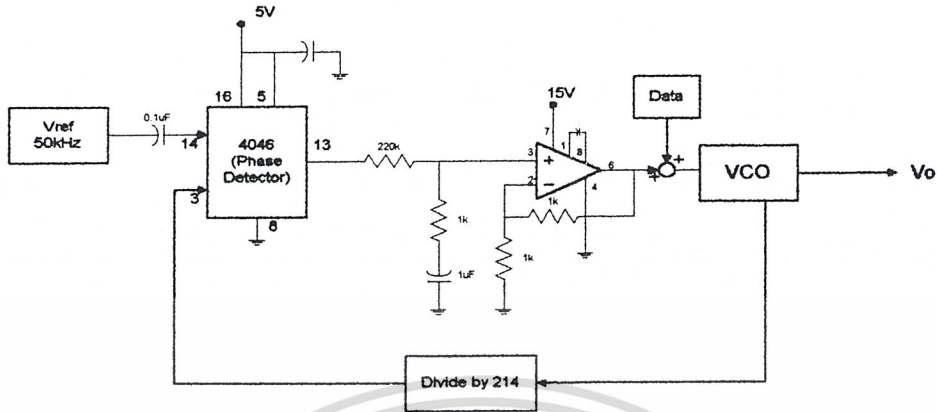 5V
16 5
15V
Data
Vref
50kHz
0.1uF
14
4046
(Phase
Detector)
13
220k
7
1
8
3
2
6
4
+
−
+
+
VCO
Vo
3
8
1k
1k
1k
1uF
Divide by 214